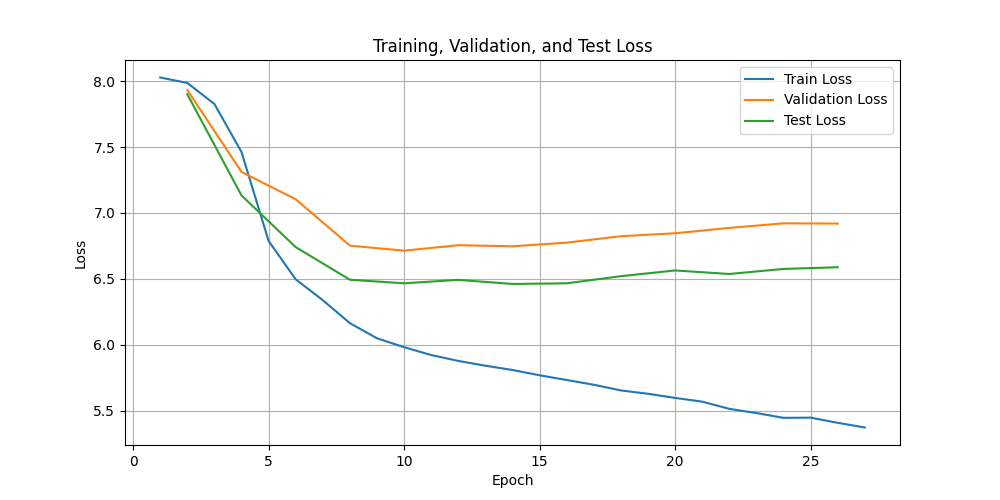 Training, Validation, and Test Loss
Train Loss
Validation Loss
Test Loss
Loss
8.0
7.5
7.0
6.5
6.0
5.5
0 5 10 15 20 25
Epoch